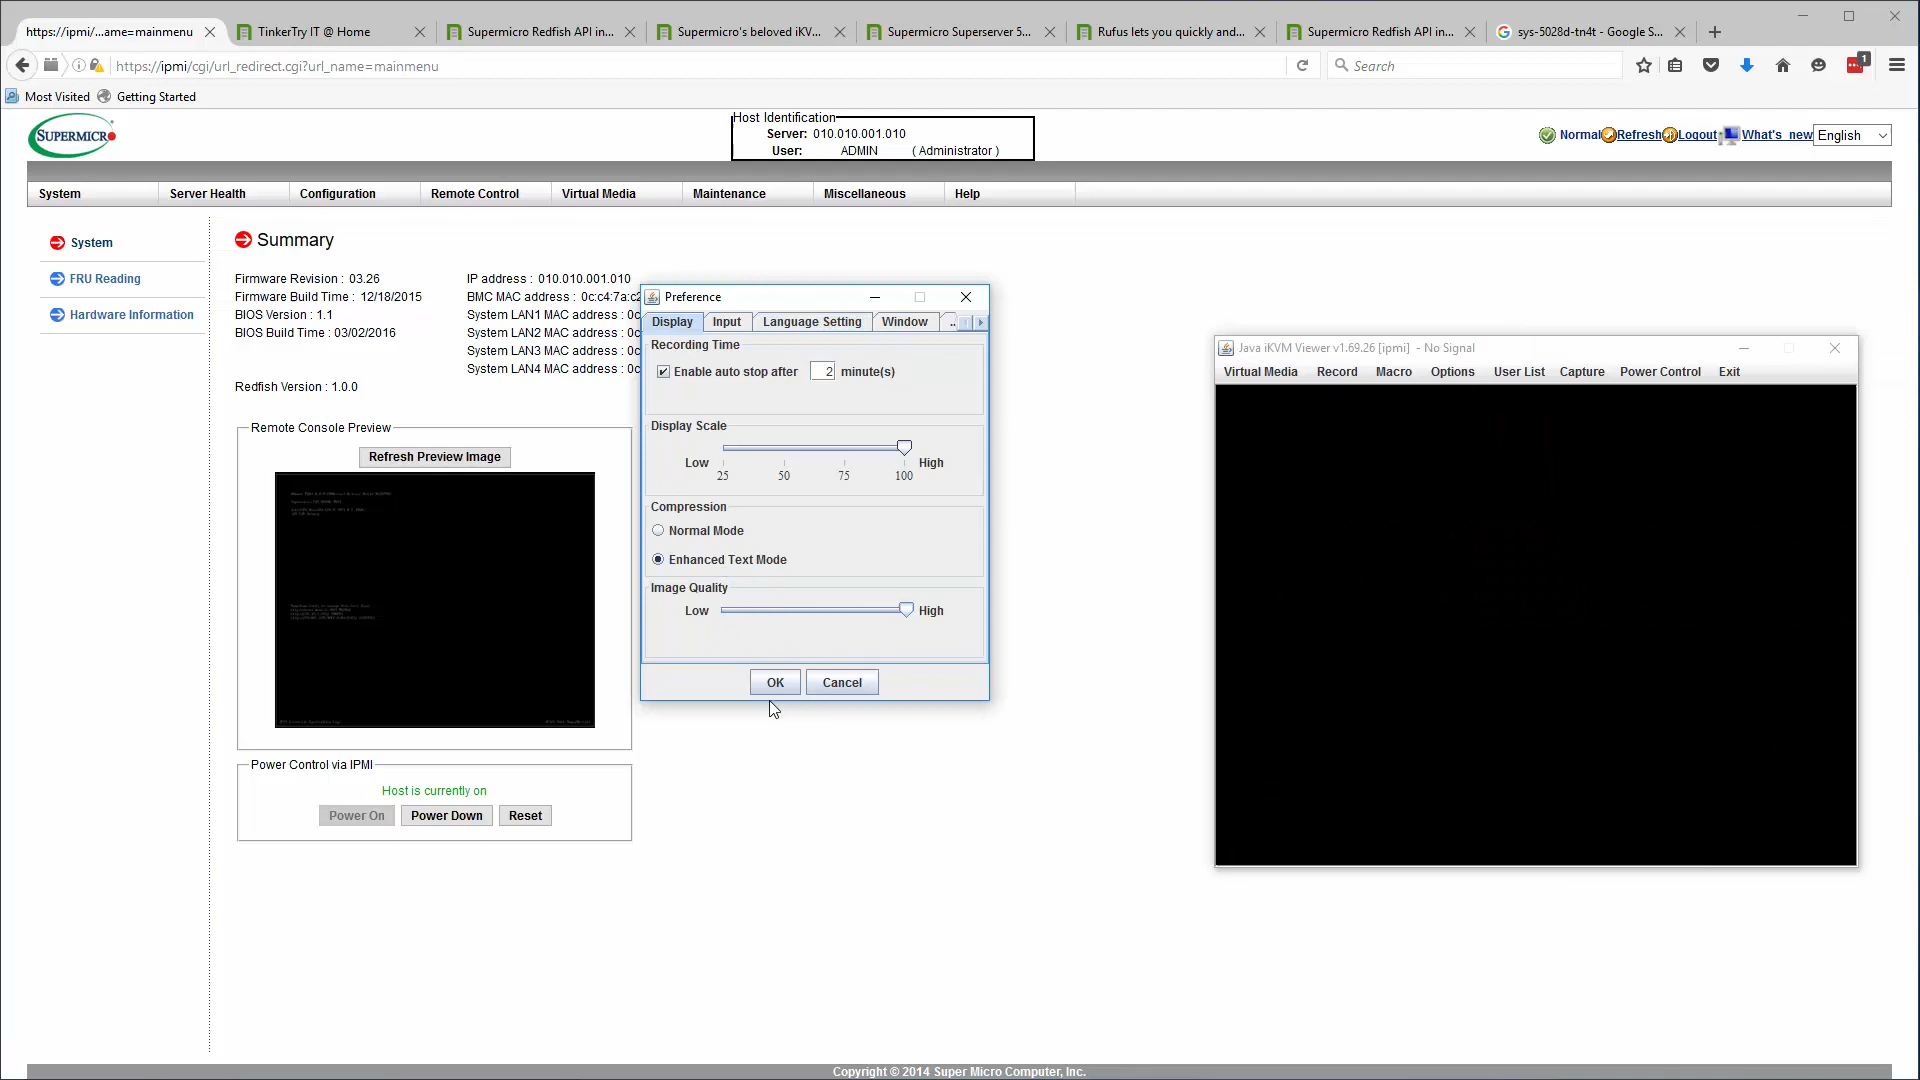 https://ipmi/...ame=mainmenu
TinkerTry IT @ Home
Supermicro Redfish API in...
Supermicro's beloved iKV...
Supermicro Superserver 5...
Rufus lets you quickly and...
Supermicro Redfish API in...
sys-5028d-tn4t - Google S...
https://ipmi/cgi/url_redirect.cgi?url_name=mainmenu
Search
1
Most Visited
Getting Started
SUPERMICRO
Host Identification
Server: 010.010.001.010
User: ADMIN ( Administrator )
Normal
Refresh
Logout
What's new
English
System
Server Health
Configuration
Remote Control
Virtual Media
Maintenance
Miscellaneous
Help
System
FRU Reading
Hardware Information
Summary
Firmware Revision : 03.26
Firmware Build Time : 12/18/2015
BIOS Version : 1.1
BIOS Build Time : 03/02/2016
Redfish Version : 1.0.0
IP address : 010.010.001.010
BMC MAC address : 0c:c4:7a:c2
System LAN1 MAC address : 0c
System LAN2 MAC address : 0c
System LAN3 MAC address : 0c
System LAN4 MAC address : 0c
Remote Console Preview
Refresh Preview Image
Power Control via IPMI
Host is currently on
Power On
Power Down
Reset
Preference
Display
Input
Language Setting
Window
..
Recording Time
Enable auto stop after 2 minute(s)
Display Scale
Low
High
25 50 75 100
Compression
Normal Mode
Enhanced Text Mode
Image Quality
Low
High
OK
Cancel
Java iKVM Viewer v1.69.26 [ipmi] - No Signal
Virtual Media
Record
Macro
Options
User List
Capture
Power Control
Exit
Copyright © 2014 Super Micro Computer, Inc.